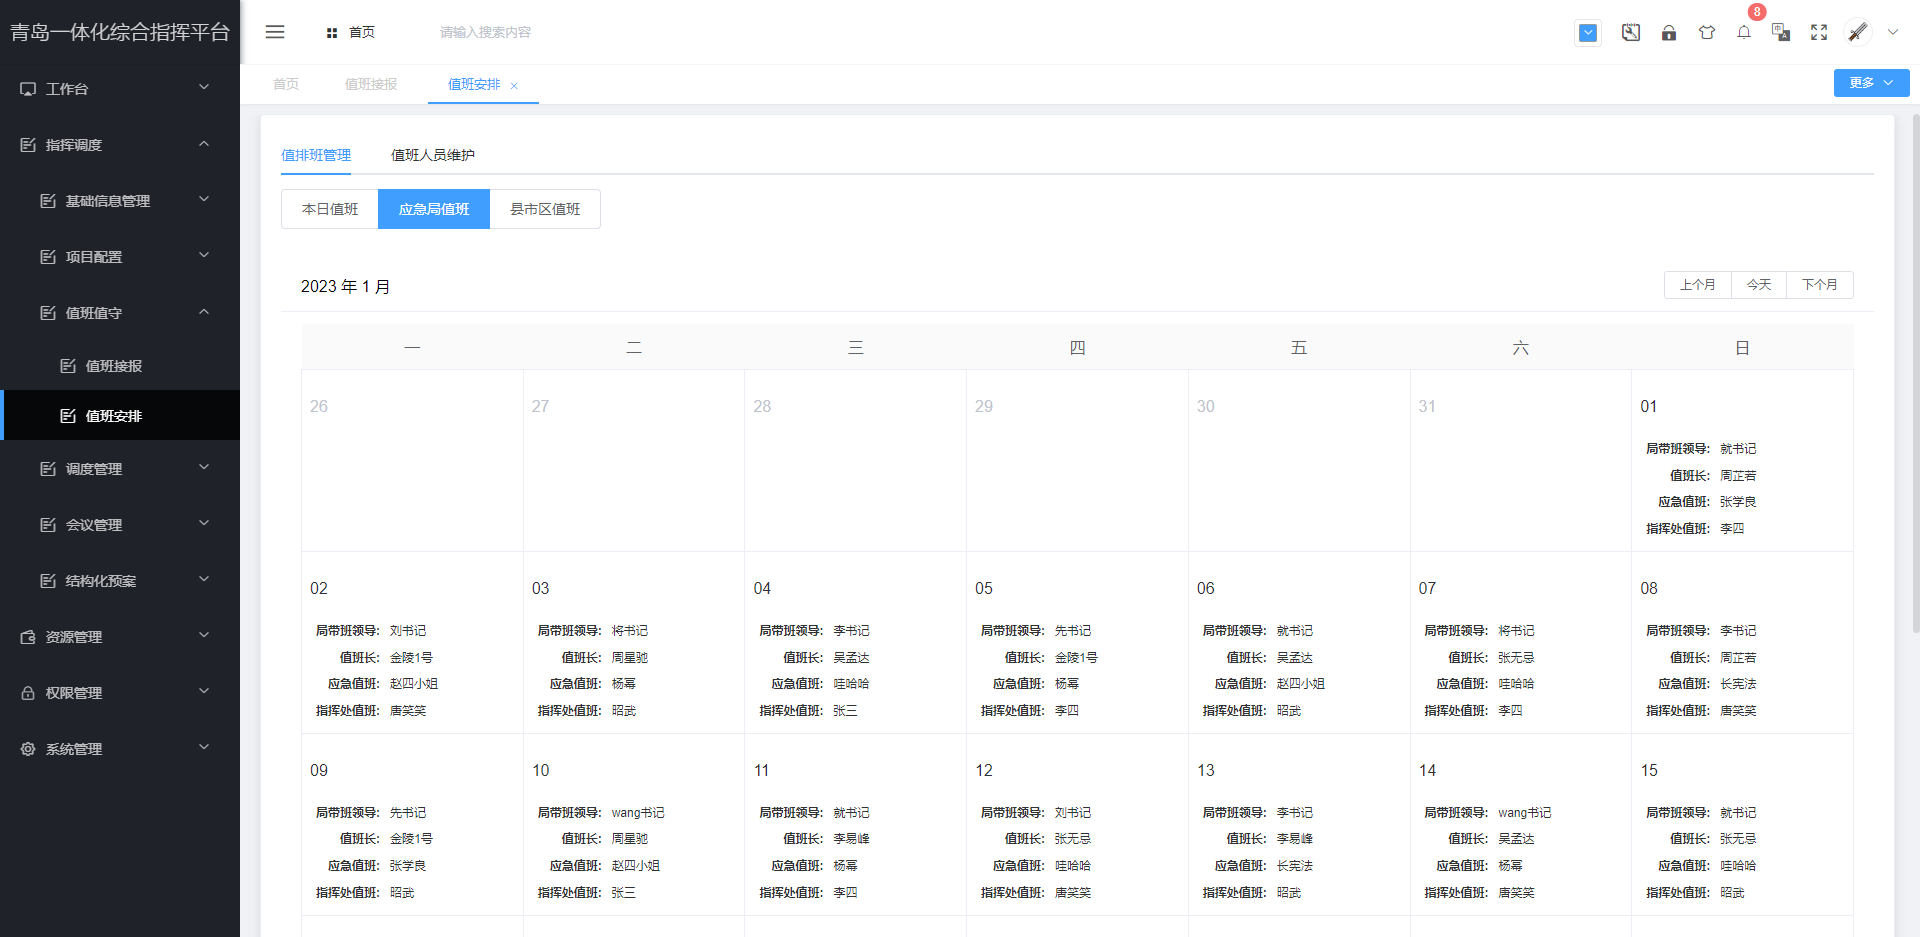 青岛一体化综合指挥平台
首页
请输入搜索内容
8
工作台
指挥调度
基础信息管理
项目配置
值班值守
值班接报
值班安排
调度管理
会议管理
结构化预案
资源管理
权限管理
系统管理
首页 值班接报 值班安排
更多
值排班管理 值班人员维护
本日值班 应急局值班 县市区值班
2023 年 1 月
上个月 今天 下个月
一 二 三 四 五 六 日
26 27 28 29 30 31 01
局带班领导: 就书记
值班长: 周芷若
应急值班: 张学良
指挥处值班: 李四
02 03 04 05 06 07 08
局带班领导: 刘书记 局带班领导: 将书记 局带班领导: 李书记 局带班领导: 先书记 局带班领导: 就书记 局带班领导: 将书记 局带班领导: 李书记
值班长: 金陵1号 值班长: 周星驰 值班长: 吴孟达 值班长: 金陵1号 值班长: 吴孟达 值班长: 张无忌 值班长: 周芷若
应急值班: 赵四小姐 应急值班: 杨幂 应急值班: 哇哈哈 应急值班: 杨幂 应急值班: 赵四小姐 应急值班: 哇哈哈 应急值班: 长宪法
指挥处值班: 唐笑笑 指挥处值班: 昭武 指挥处值班: 张三 指挥处值班: 李四 指挥处值班: 昭武 指挥处值班: 李四 指挥处值班: 唐笑笑
09 10 11 12 13 14 15
局带班领导: 先书记 局带班领导: wang书记 局带班领导: 就书记 局带班领导: 刘书记 局带班领导: 李书记 局带班领导: wang书记 局带班领导: 就书记
值班长: 金陵1号 值班长: 周星驰 值班长: 李易峰 值班长: 张无忌 值班长: 李易峰 值班长: 吴孟达 值班长: 张无忌
应急值班: 张学良 应急值班: 赵四小姐 应急值班: 杨幂 应急值班: 哇哈哈 应急值班: 长宪法 应急值班: 杨幂 应急值班: 哇哈哈
指挥处值班: 昭武 指挥处值班: 张三 指挥处值班: 李四 指挥处值班: 唐笑笑 指挥处值班: 昭武 指挥处值班: 唐笑笑 指挥处值班: 昭武